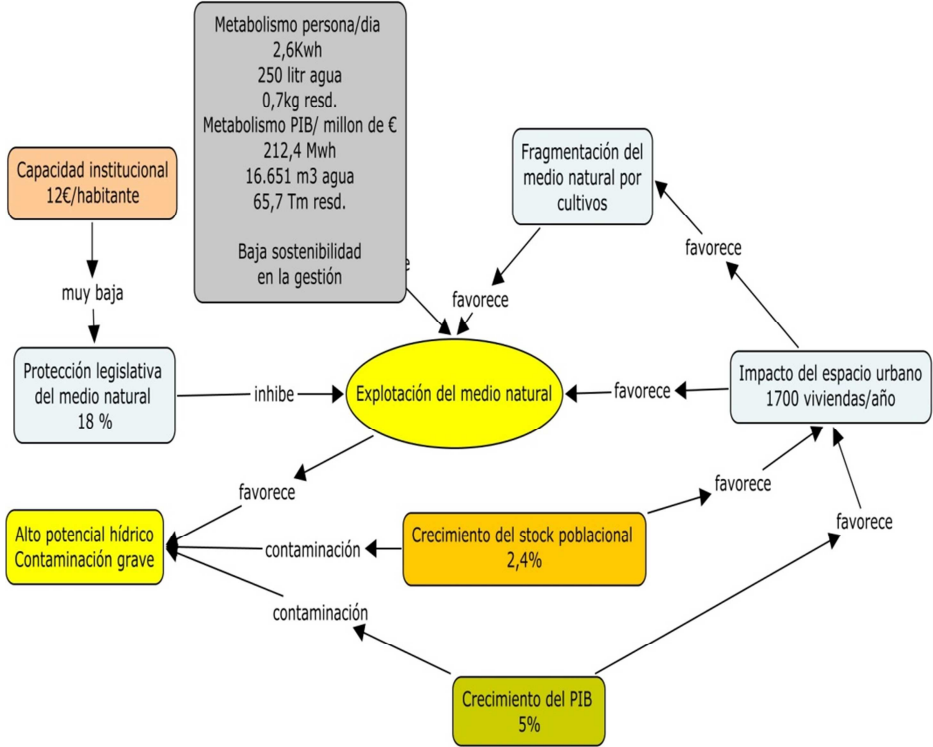 Metabolismo persona/dia
2,6Kwh
250 litr agua
0,7kg resd.
Metabolismo PIB/ millon de €
212,4 Mwh
16.651 m3 agua
65,7 Tm resd.
Baja sostenibilidad
en la gestión
Capacidad institucional
12€/habitante
Fragmentación del
medio natural por
cultivos
favorece
muy baja
favorece
Protección legislativa
del medio natural
18 %
inhibe
Explotación del medio natural
favorece
Impacto del espacio urbano
1700 viviendas/año
favorece
favorece
favorece
Alto potencial hídrico
Contaminación grave
contaminación
Crecimiento del stock poblacional
2,4%
contaminación
Crecimiento del PIB
5%